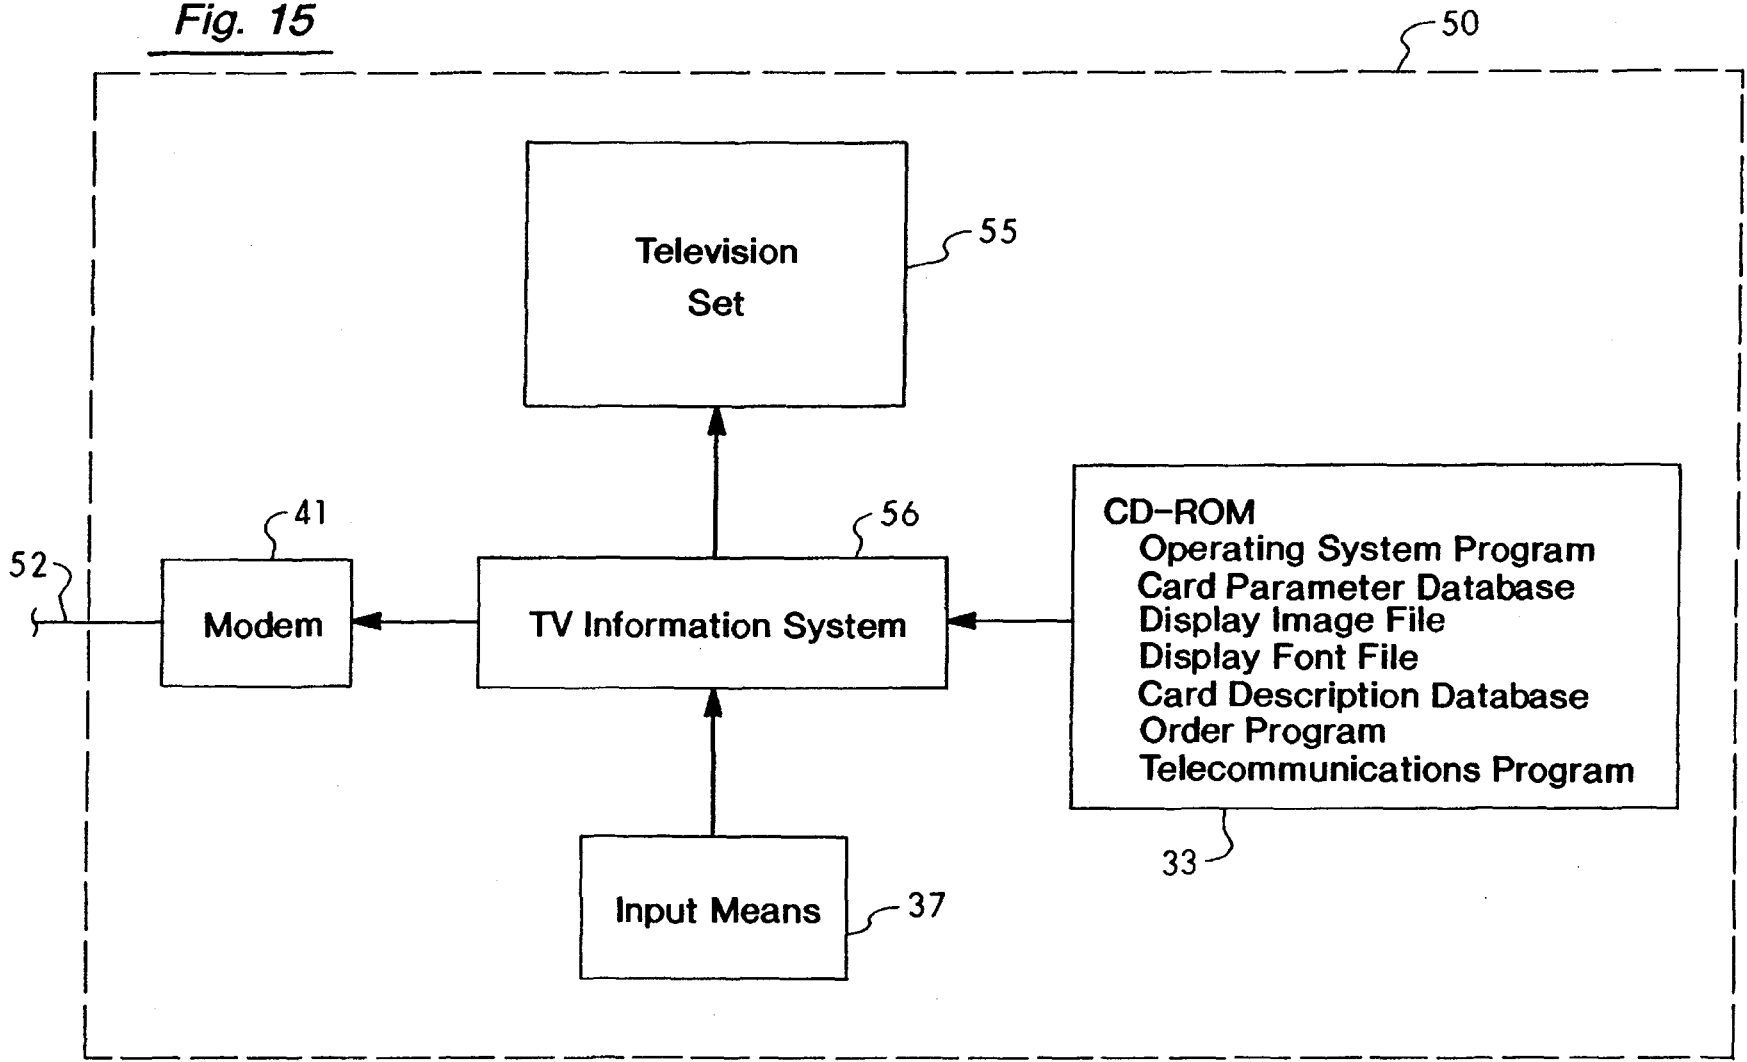 Fig. 15
50
Television
Set
55
52
41
Modem
56
TV Information System
CD-ROM
Operating System Program
Card Parameter Database
Display Image File
Display Font File
Card Description Database
Order Program
Telecommunications Program
33
Input Means
37